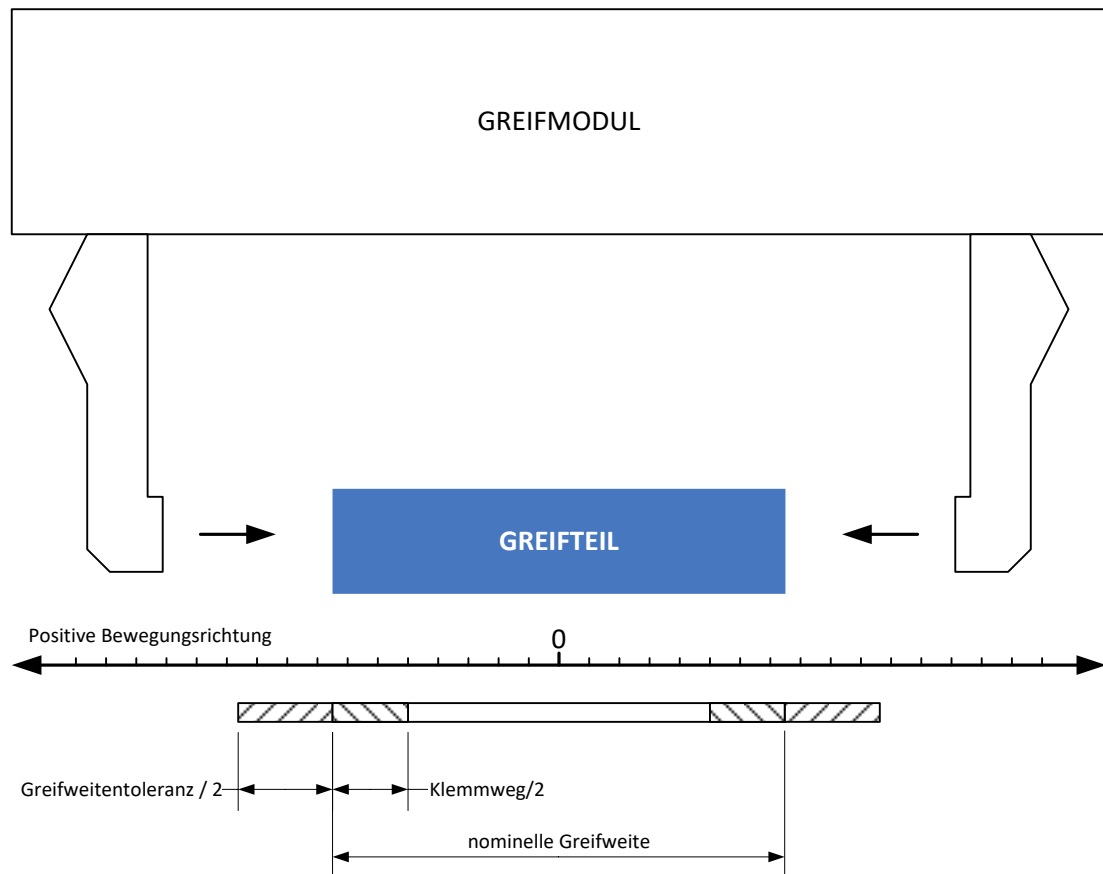 GREIFMODUL
GREIFTEIL
Positive Bewegungsrichtung
0
Greifweitentoleranz / 2
Klemmweg/2
nominelle Greifweite